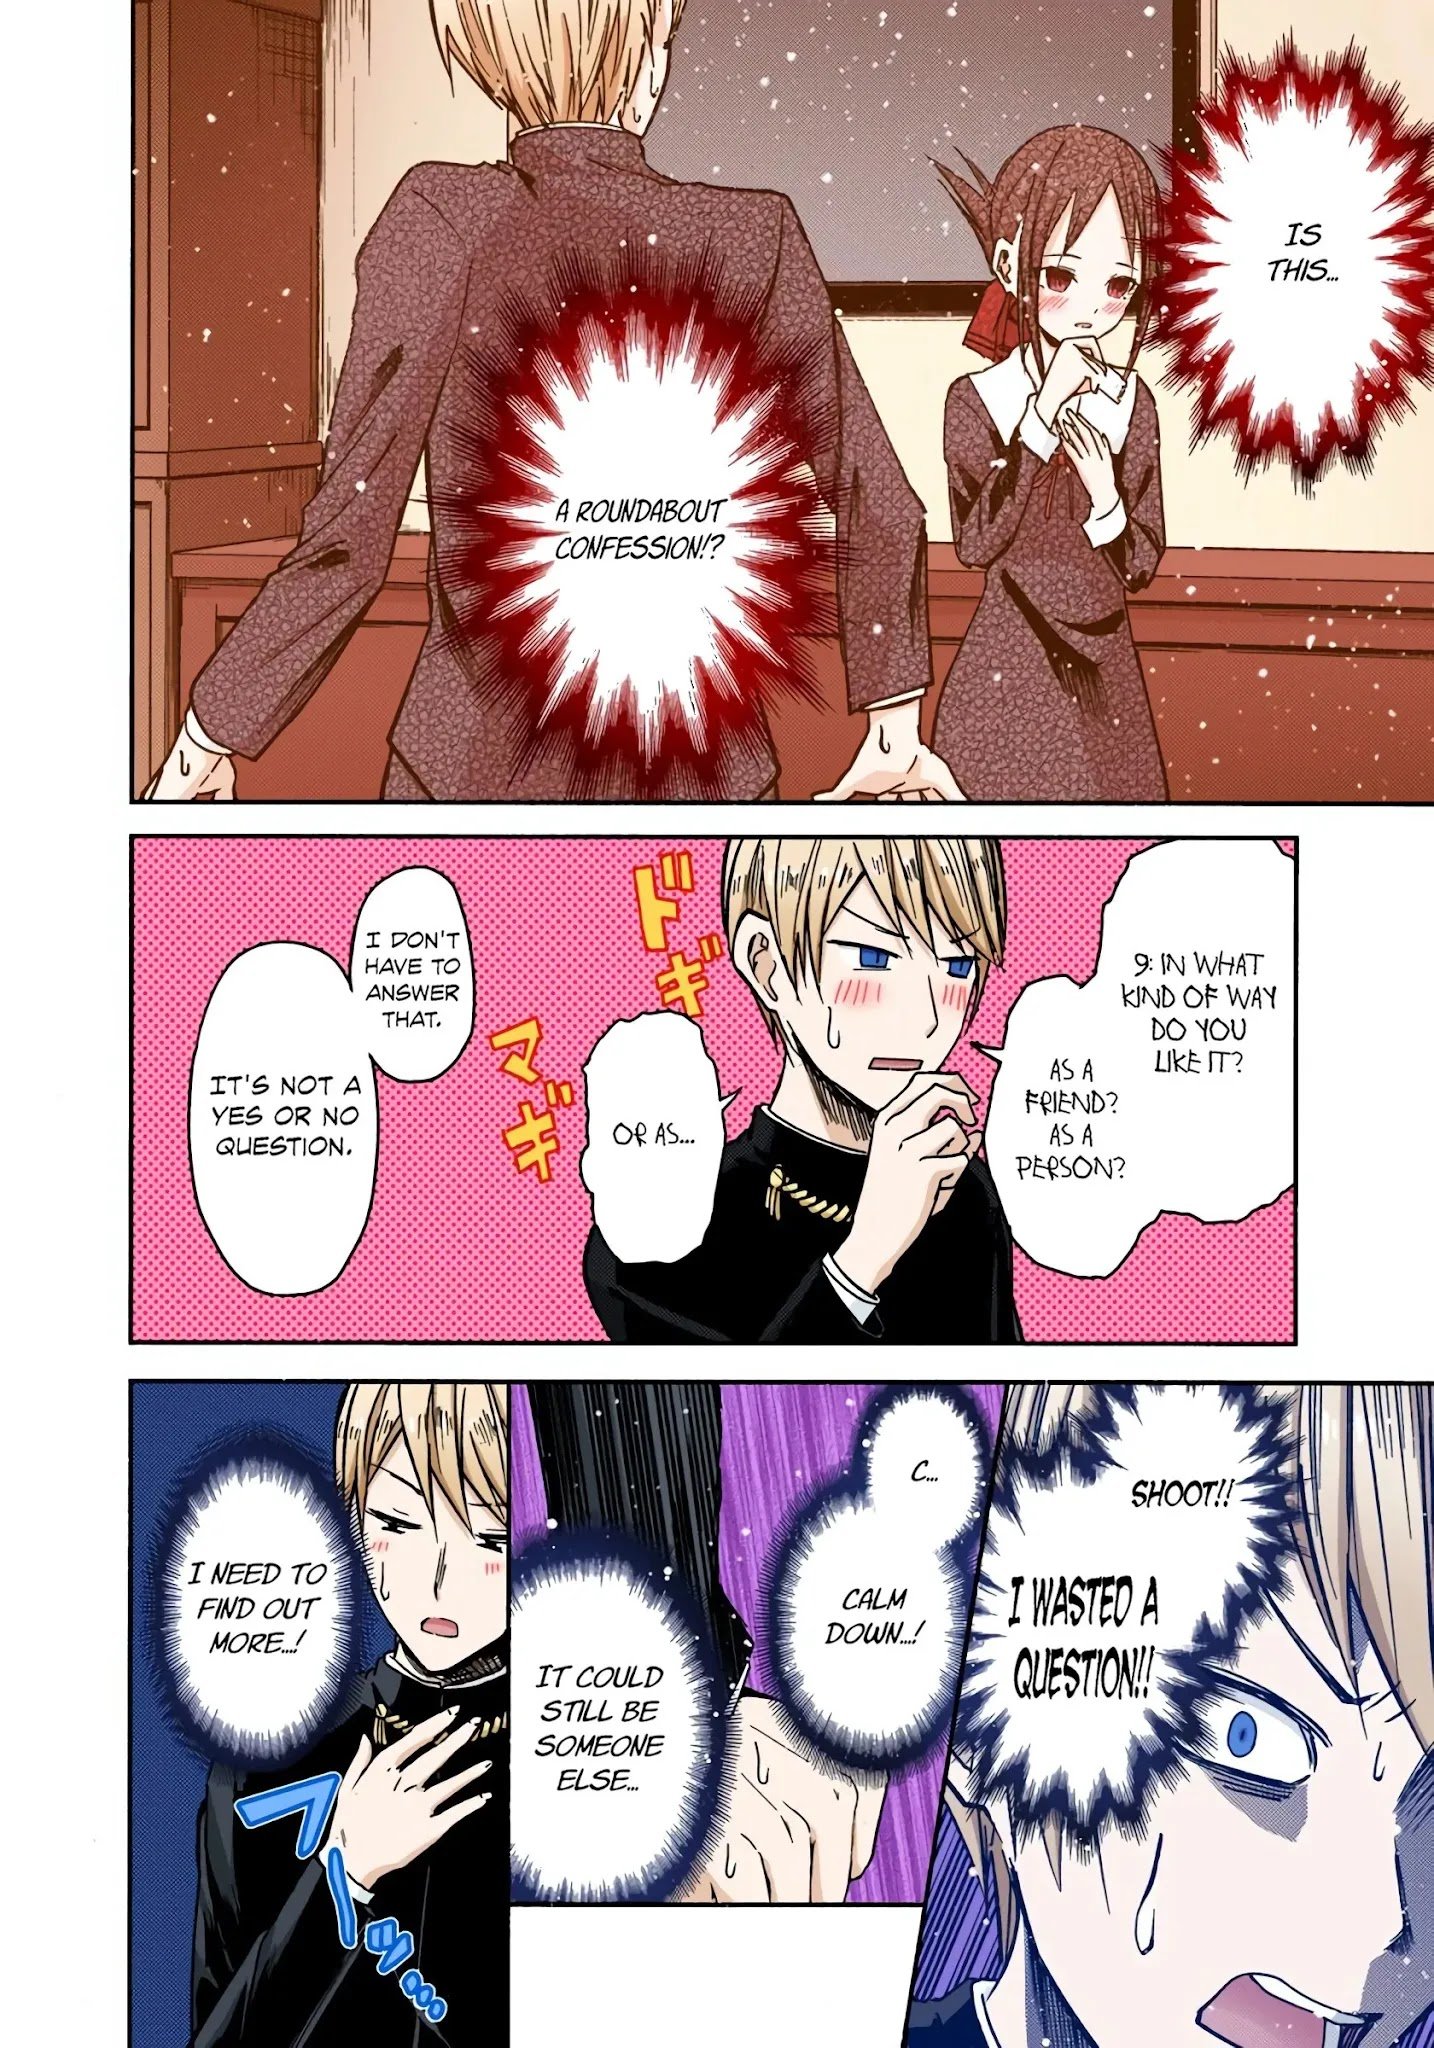 IS
THIS...
A ROUNDABOUT
CONFESSION!?
9: IN WHAT
KIND OF WAY
DO YOU
LIKE IT?
AS A
FRIEND?
AS A
PERSON?
OR AS...
ドギ
マギ
I DON'T
HAVE TO
ANSWER
THAT.
IT'S NOT A
YES OR NO
QUESTION.
SHOOT!!
I WASTED A
QUESTION!!
C...
CALM
DOWN...!
IT COULD
STILL BE
SOMEONE
ELSE...
I NEED TO
FIND OUT
MORE...!